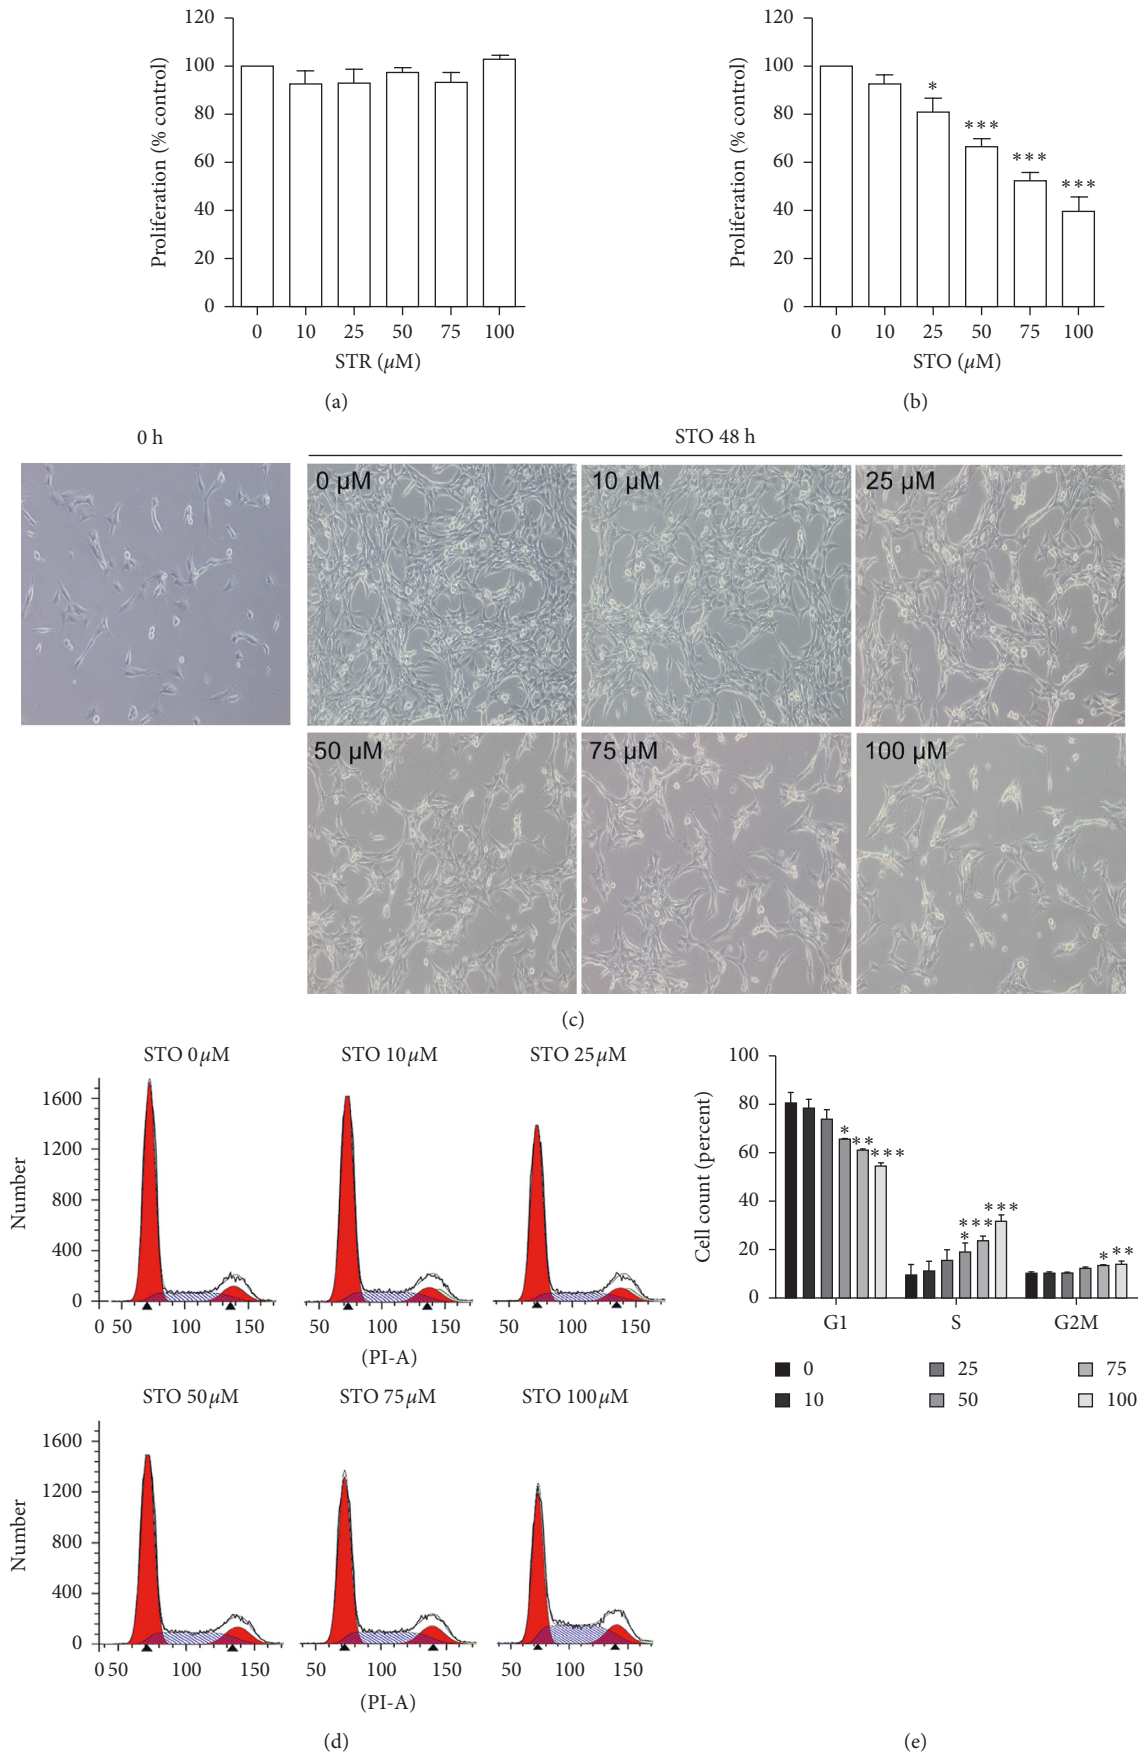 120
100
80
60
40
20
0
Proliferation (% control)
0 10 25 50 75 100
STR (μM)
(a)
120
100
80
60
40
20
0
Proliferation (% control)
*
***
***
***
0 10 25 50 75 100
STO (μM)
(b)
0 h
STO 48 h
0 μM
10 μM
25 μM
50 μM
75 μM
100 μM
(c)
STO 0μM
STO 10μM
STO 25μM
1600
1200
800
400
0
Number
0 50 100 150
50 100 150
50 100 150
(PI-A)
STO 50μM
STO 75μM
STO 100μM
1600
1200
800
400
0
Number
0 50 100 150
50 100 150
50 100 150
(PI-A)
(d)
100
80
60
40
20
0
Cell count (percent)
*
**
***
***
*
***
*
**
G1 S G2M
0 25 75
10 50 100
(e)